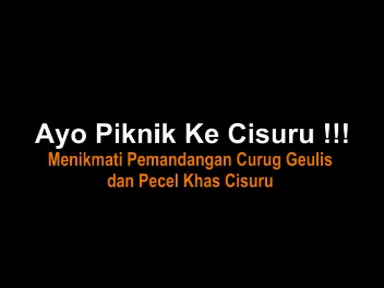 Ayo Piknik Ke Cisuru !!!
Menikmati Pemandangan Curug Geulis
dan Pecel Khas Cisuru